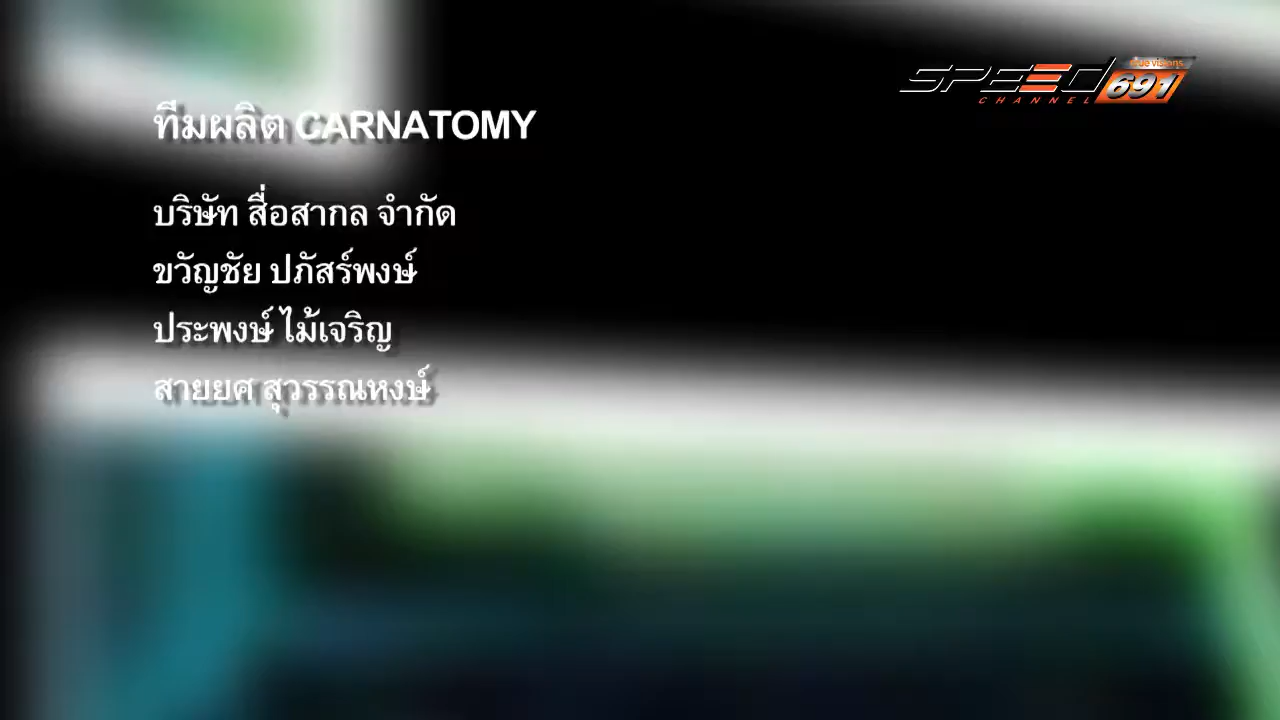 true visions
SPEED 691
CHANNEL
ทีมผลิต CARNATOMY
บริษัท สื่อสากล จำกัด
ขวัญชัย ปภัสร์พงษ์
ประพงษ์ ไม้เจริญ
สายยศ สุวรรณหงษ์